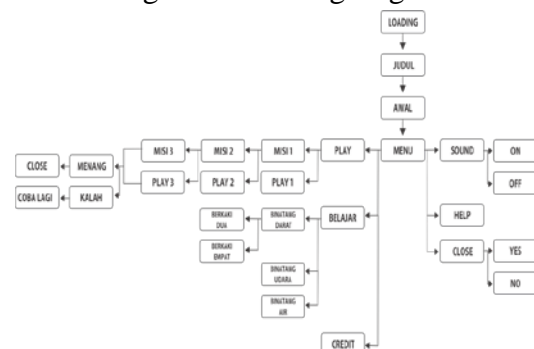 LOADING
JUDUL
AWAL
MISI 3
MISI 2
MISI 1
PLAY
MENU
SOUND
ON
CLOSE
MENANG
PLAY 3
PLAY 2
PLAY 1
OFF
COBA LAGI
KALAH
BERKAKI
DUA
BINATANG
DARAT
BELAJAR
HELP
BERKAKI
EMPAT
CLOSE
YES
BINATANG
UDARA
NO
BINATANG
AIR
CREDIT